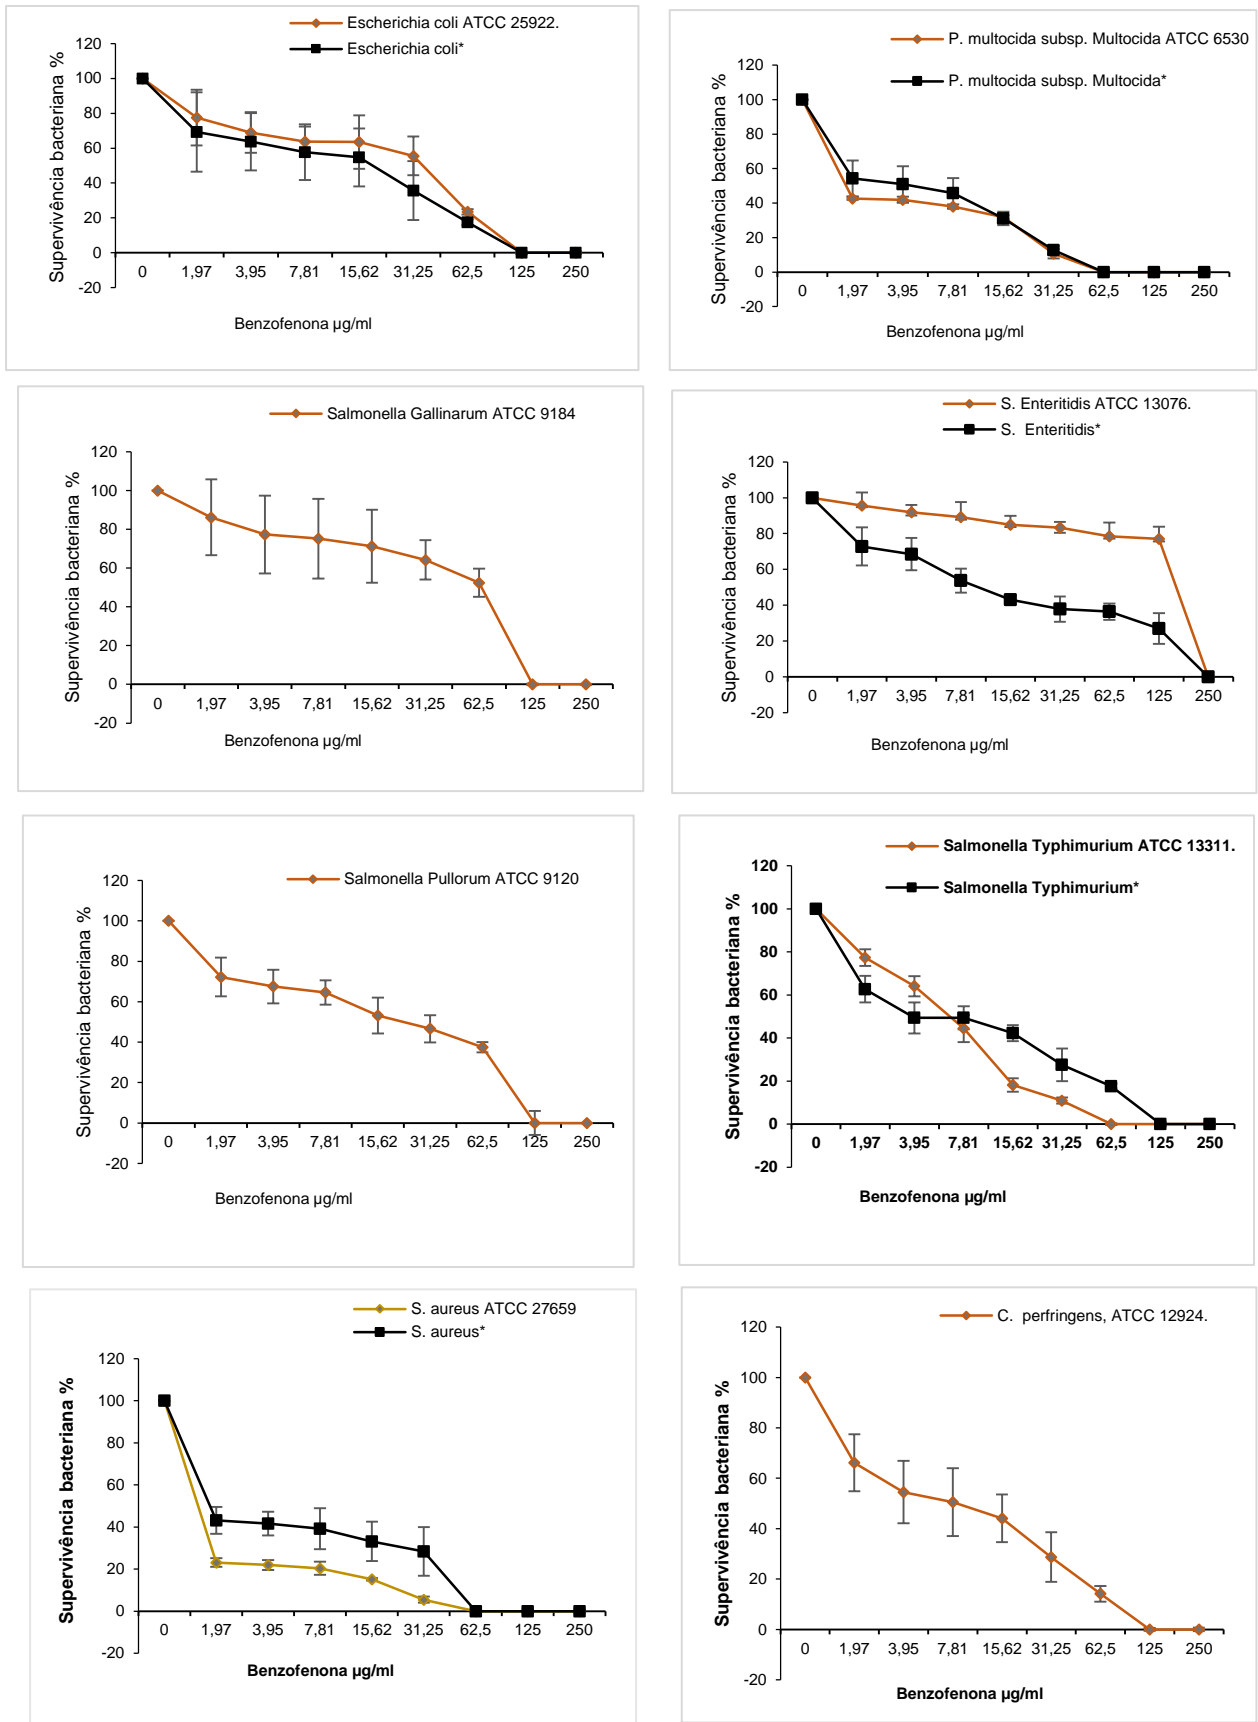 Escherichia coli ATCC 25922.
Escherichia coli*
Supervivência bacteriana %
120
100
80
60
40
20
0
-20
0 1,97 3,95 7,81 15,62 31,25 62,5 125 250
Benzofenona µg/ml
P. multocida subsp. Multocida ATCC 6530
P. multocida subsp. Multocida*
Supervivência bacteriana %
120
100
80
60
40
20
0
-20
0 1,97 3,95 7,81 15,62 31,25 62,5 125 250
Benzofenona µg/ml
Salmonella Gallinarum ATCC 9184
Supervivência bacteriana %
120
100
80
60
40
20
0
-20
0 1,97 3,95 7,81 15,62 31,25 62,5 125 250
Benzofenona µg/ml
S. Enteritidis ATCC 13076.
S. Enteritidis*
Supervivência bacteriana %
120
100
80
60
40
20
0
-20
0 1,97 3,95 7,81 15,62 31,25 62,5 125 250
Benzofenona µg/ml
Salmonella Pullorum ATCC 9120
Supervivência bacteriana %
120
100
80
60
40
20
0
-20
0 1,97 3,95 7,81 15,62 31,25 62,5 125 250
Benzofenona µg/ml
Salmonella Typhimurium ATCC 13311.
Salmonella Typhimurium*
Supervivência bacteriana %
120
100
80
60
40
20
0
-20
0 1,97 3,95 7,81 15,62 31,25 62,5 125 250
Benzofenona µg/ml
S. aureus ATCC 27659
S. aureus*
Supervivência bacteriana %
120
100
80
60
40
20
0
-20
0 1,97 3,95 7,81 15,62 31,25 62,5 125 250
Benzofenona µg/ml
C. perfringens, ATCC 12924.
Supervivência bacteriana %
120
100
80
60
40
20
0
-20
0 1,97 3,95 7,81 15,62 31,25 62,5 125 250
Benzofenona µg/ml